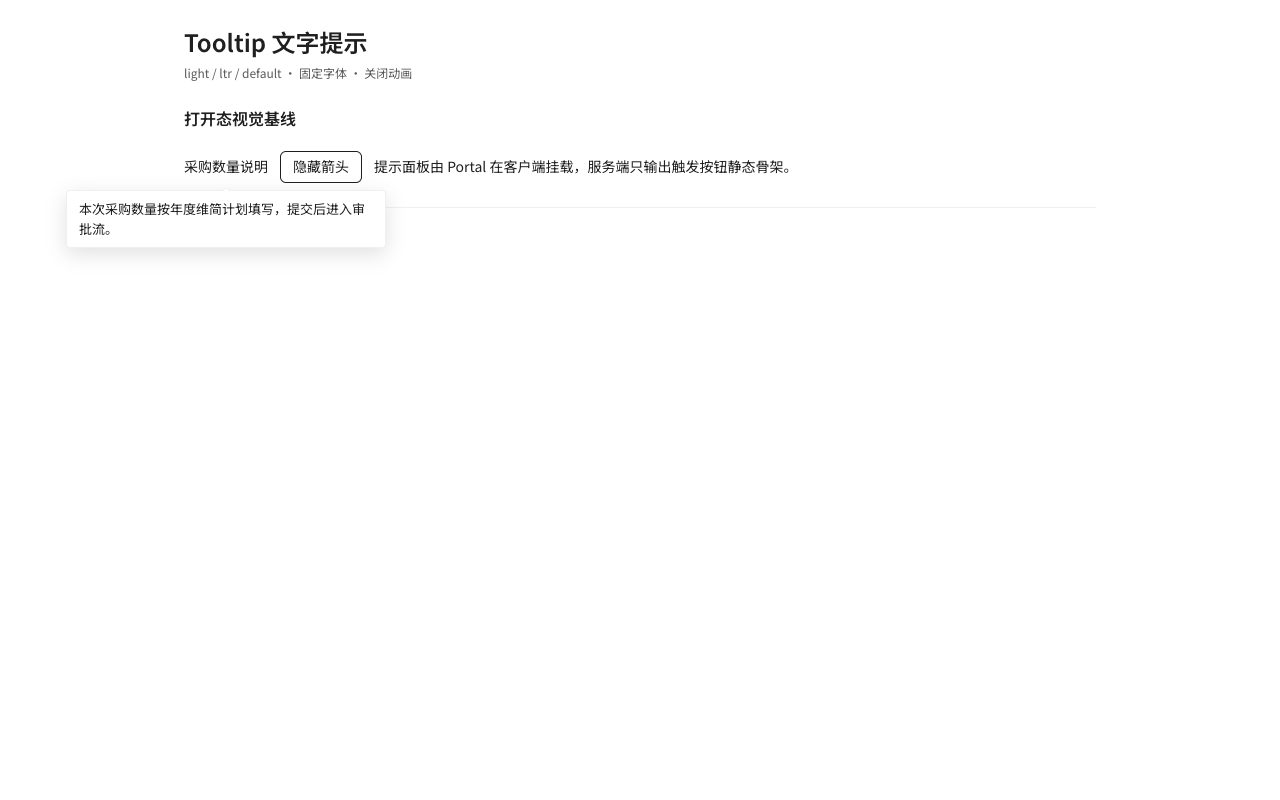 Tooltip 文字提示
light / ltr / default · 固定字体 · 关闭动画
打开态视觉基线
采购数量说明 隐藏箭头 提示面板由 Portal 在客户端挂载，服务端只输出触发按钮静态骨架。
本次采购数量按年度维简计划填写，提交后进入审
批流。